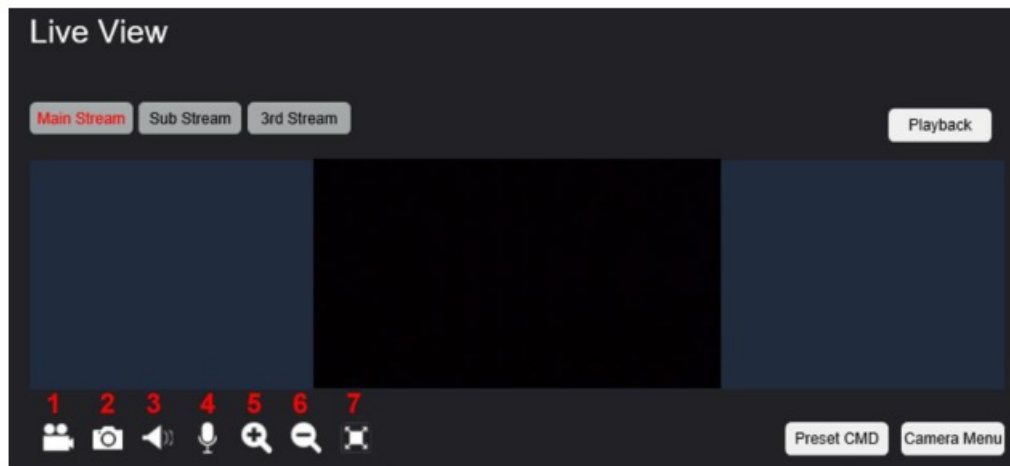 Live View
Main Stream Sub Stream 3rd Stream
Playback
1 2 3 4 5 6 7
Preset CMD Camera Menu